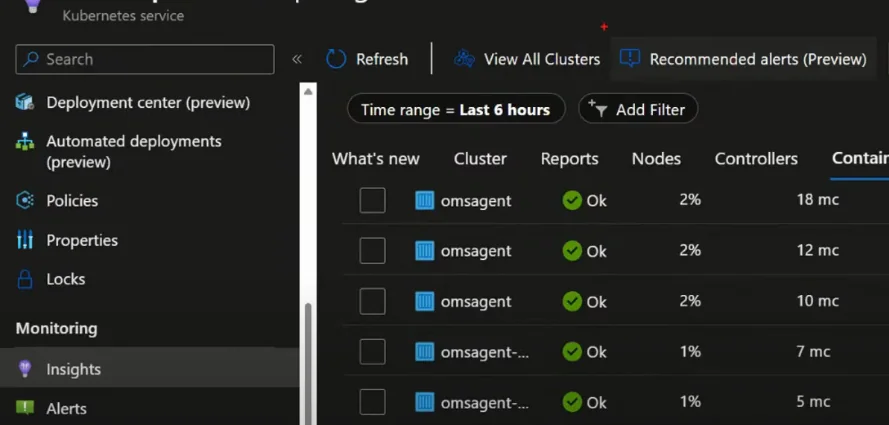 Kubernetes service
Search
«
Refresh
View All Clusters
Recommended alerts (Preview)
Deployment center (preview)
Automated deployments
(preview)
Policies
Properties
Locks
Monitoring
Insights
Alerts
Time range = Last 6 hours
Add Filter
What's new Cluster Reports Nodes Controllers Contain
omsagent Ok 2% 18 mc
omsagent Ok 2% 12 mc
omsagent Ok 2% 10 mc
omsagent-... Ok 1% 7 mc
omsagent-... Ok 1% 5 mc